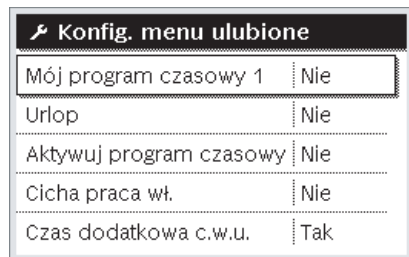 Konfig. menu ulubione
Mój program czasowy 1 Nie
Urlop Nie
Aktywuj program czasowy Nie
Cicha praca wł. Nie
Czas dodatkowa c.w.u. Tak